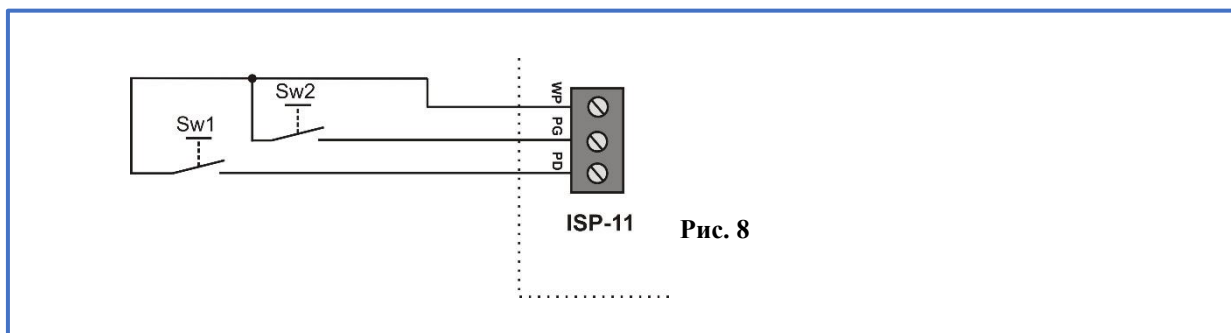 Sw2
Sw1
WP
PG
PD
ISP-11
Рис. 8